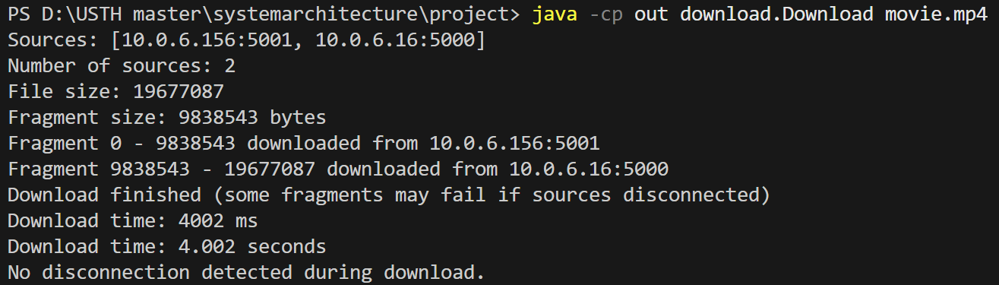 PS D:\USTH master\systemarchitecture\project> java -cp out download.Download movie.mp4
Sources: [10.0.6.156:5001, 10.0.6.16:5000]
Number of sources: 2
File size: 19677087
Fragment size: 9838543 bytes
Fragment 0 - 9838543 downloaded from 10.0.6.156:5001
Fragment 9838543 - 19677087 downloaded from 10.0.6.16:5000
Download finished (some fragments may fail if sources disconnected)
Download time: 4002 ms
Download time: 4.002 seconds
No disconnection detected during download.